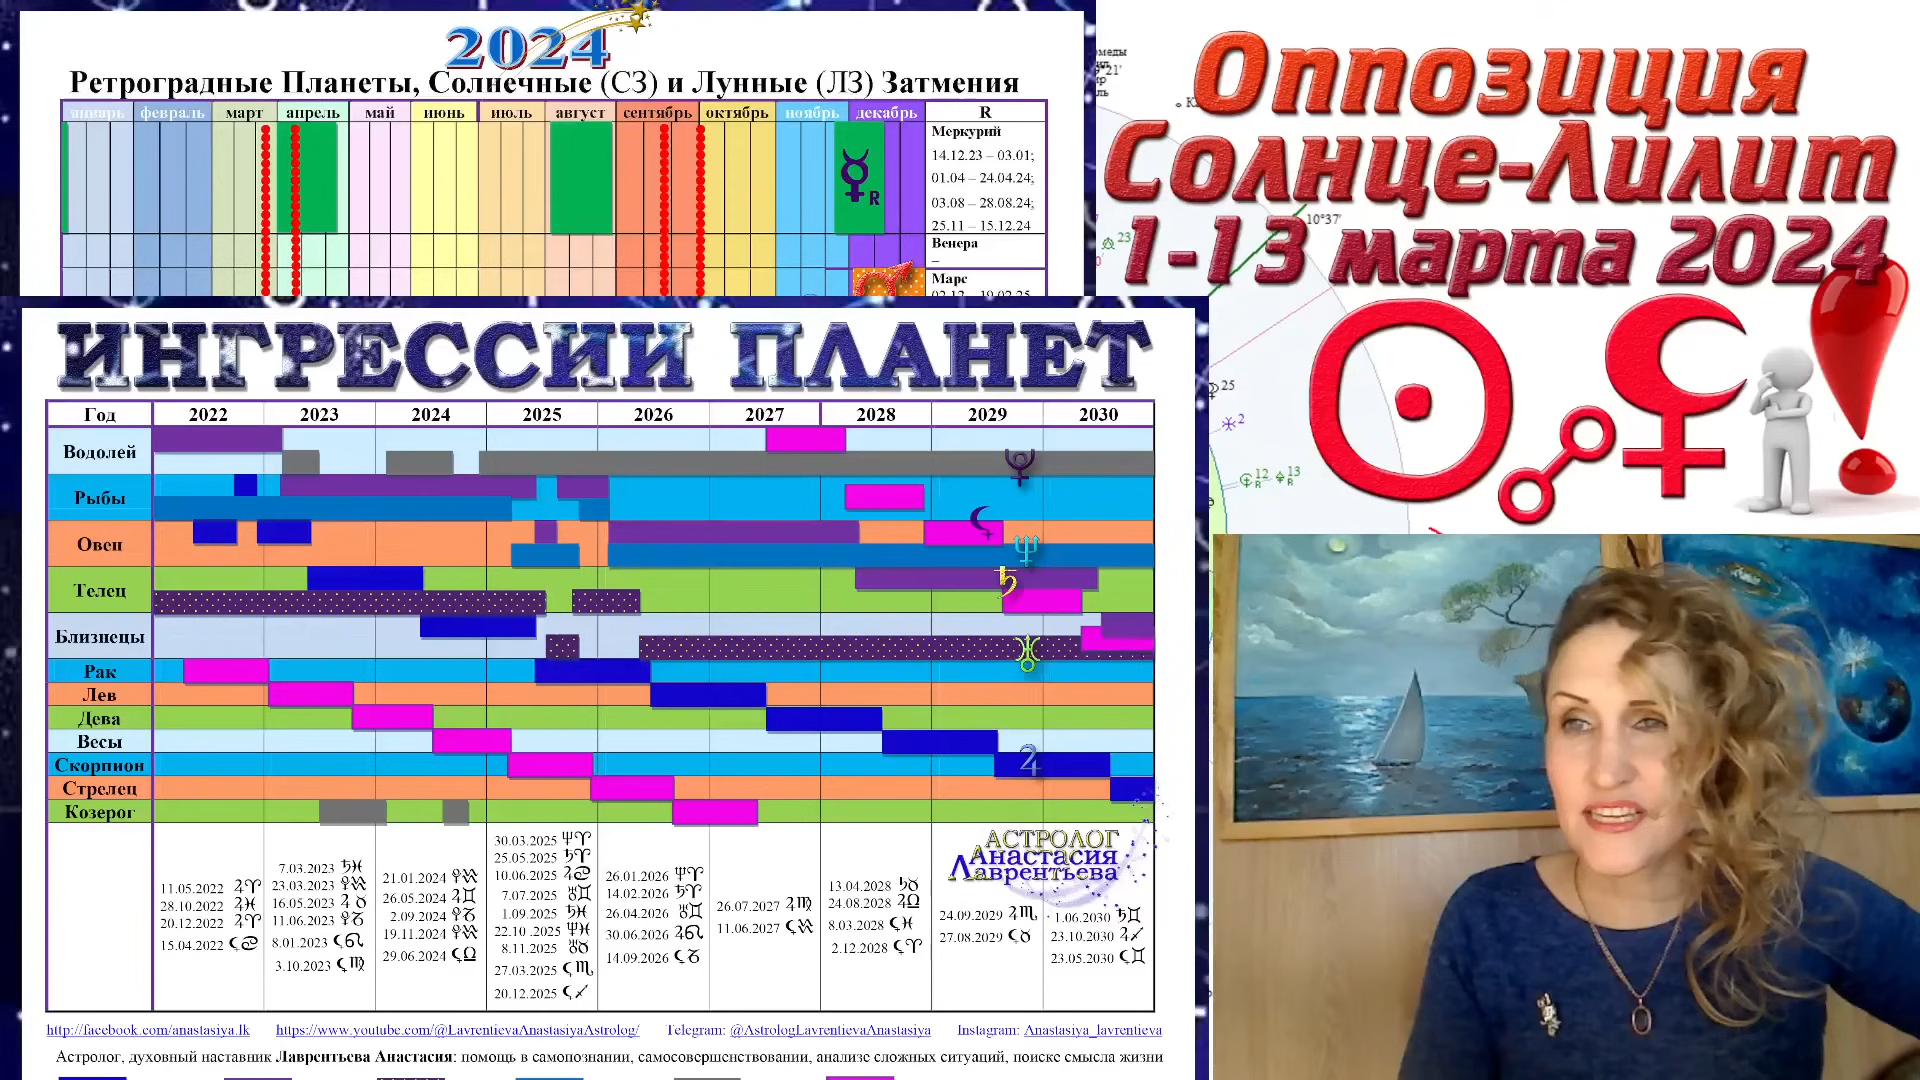 2024
Ретроградные Планеты, Солнечные (СЗ) и Лунные (ЛЗ) Затмения
январь февраль март апрель май июнь июль август сентябрь октябрь ноябрь декабрь R
Меркурий
14.12.23 – 03.01;
01.04 – 24.04.24;
03.08 – 28.08.24;
25.11 – 15.12.24
Венера
–
Марс
☿R
Оппозиция
Солнце-Лилит
1-13 марта 2024
10°37'
23
25
2
12 13
R R
ИНГРЕССИИ ПЛАНЕТ
Год 2022 2023 2024 2025 2026 2027 2028 2029 2030
Водолей
Рыбы
Овен
Телец
Близнецы
Рак
Лев
Дева
Весы
Скорпион
Стрелец
Козерог
11.05.2022 ♃♈
28.10.2022 ♃♓
20.12.2022 ♃♈
15.04.2022 ⚸♋
7.03.2023 ♄♓
23.03.2023 ♇♒
16.05.2023 ♃♉
11.06.2023 ♇♑
8.01.2023 ⚸♌
3.10.2023 ⚸♍
21.01.2024 ♇♒
26.05.2024 ♃♊
2.09.2024 ♇♑
19.11.2024 ♇♒
29.06.2024 ⚸♎
30.03.2025 ♆♈
25.05.2025 ♄♈
10.06.2025 ♃♋
7.07.2025 ♅♊
1.09.2025 ♄♓
22.10 .2025 ♆♓
8.11.2025 ♅♉
27.03.2025 ⚸♏
20.12.2025 ⚸♐
26.01.2026 ♆♈
14.02.2026 ♄♈
26.04.2026 ♅♊
30.06.2026 ♃♌
14.09.2026 ⚸♑
26.07.2027 ♃♍
11.06.2027 ⚸♒
13.04.2028 ♄♉
24.08.2028 ♃♎
8.03.2028 ⚸♓
2.12.2028 ⚸♈
24.09.2029 ♃♏
27.08.2029 ⚸♉
1.06.2030 ♄♊
23.10.2030 ♃♐
23.05.2030 ⚸♊
АСТРОЛОГ
Анастасия
Лаврентьева
http://facebook.com/anastasiya.lk https://www.youtube.com/@LavrentievaAnastasiyaAstrolog/ Telegram: @AstrologLavrentievaAnastasiya Instagram: Anastasiya_lavrentieva
Астролог, духовный наставник Лаврентьева Анастасия: помощь в самопознании, самосовершенствовании, анализе сложных ситуаций, поиске смысла жизни